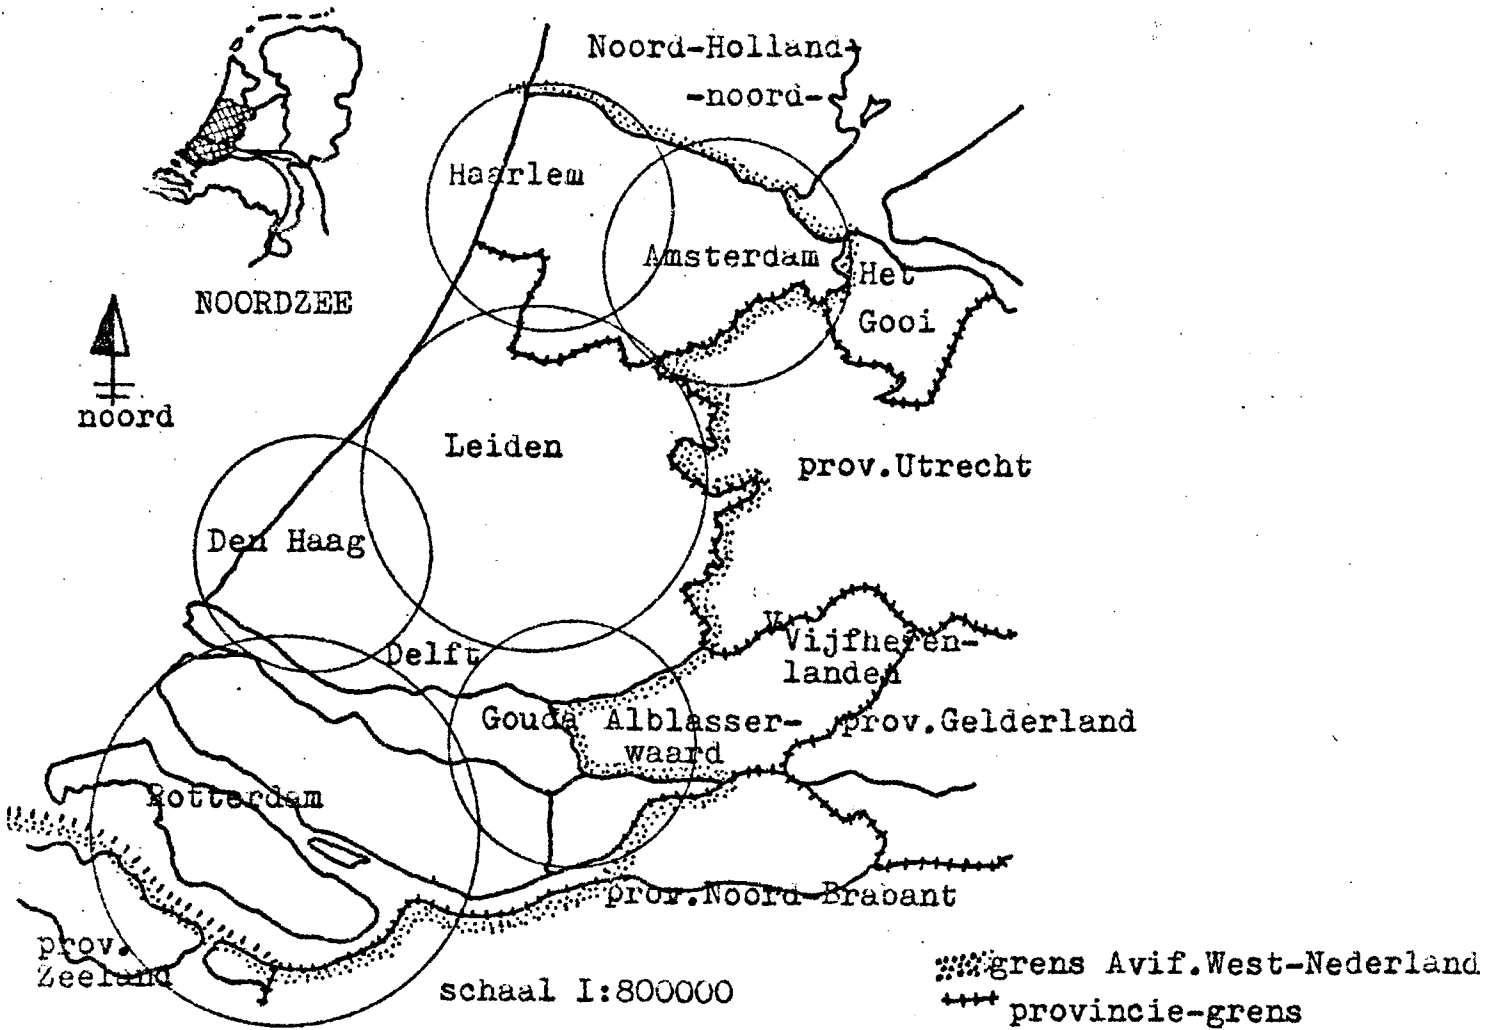 Noord-Holland
-noord-
Haarlem
Amsterdam
Het
Gooi
NOORDZEE
noord
Leiden
prov.Utrecht
Den Haag
Delft
Vijfheren-
landen
Gouda
Alblasser-
waard
prov.Gelderland
Rotterdam
prov.Noord-Brabant
prov.
Zeeland
schaal I:800000
grens Avif.West-Nederland
provincie-grens